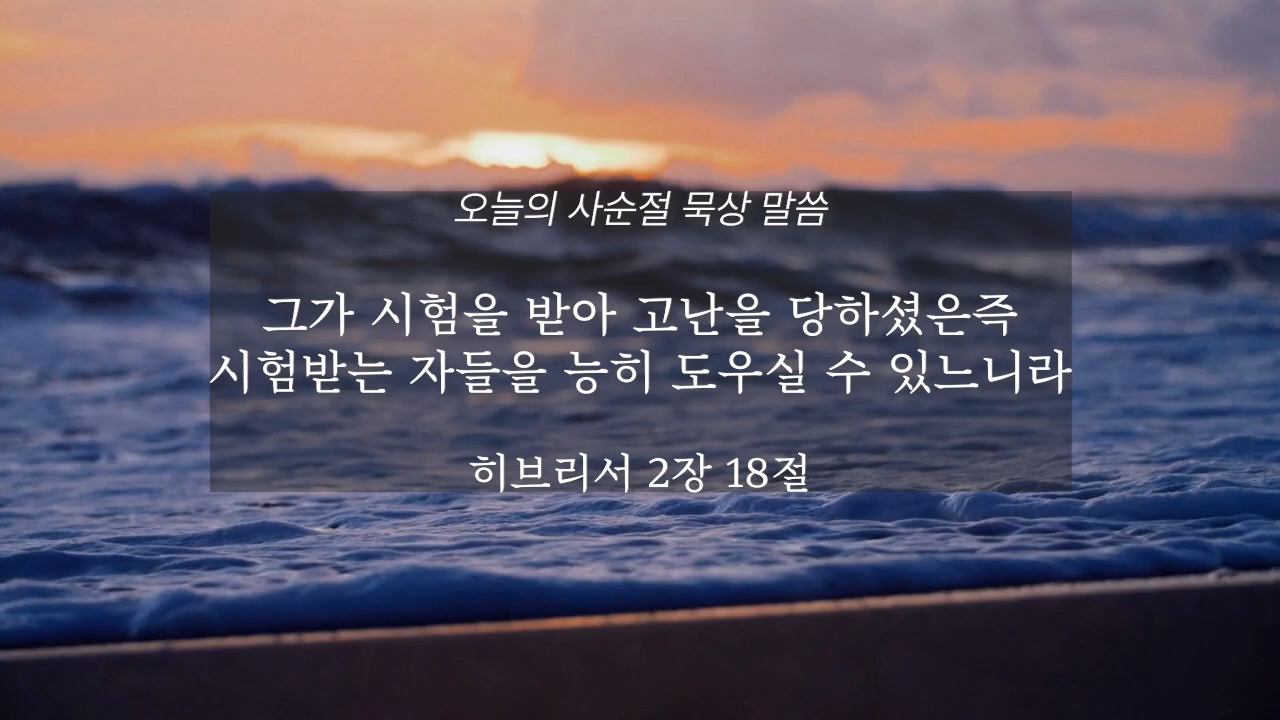 오늘의 사순절 묵상 말씀
그가 시험을 받아 고난을 당하셨은즉
시험받는 자들을 능히 도우실 수 있느니라
히브리서 2장 18절